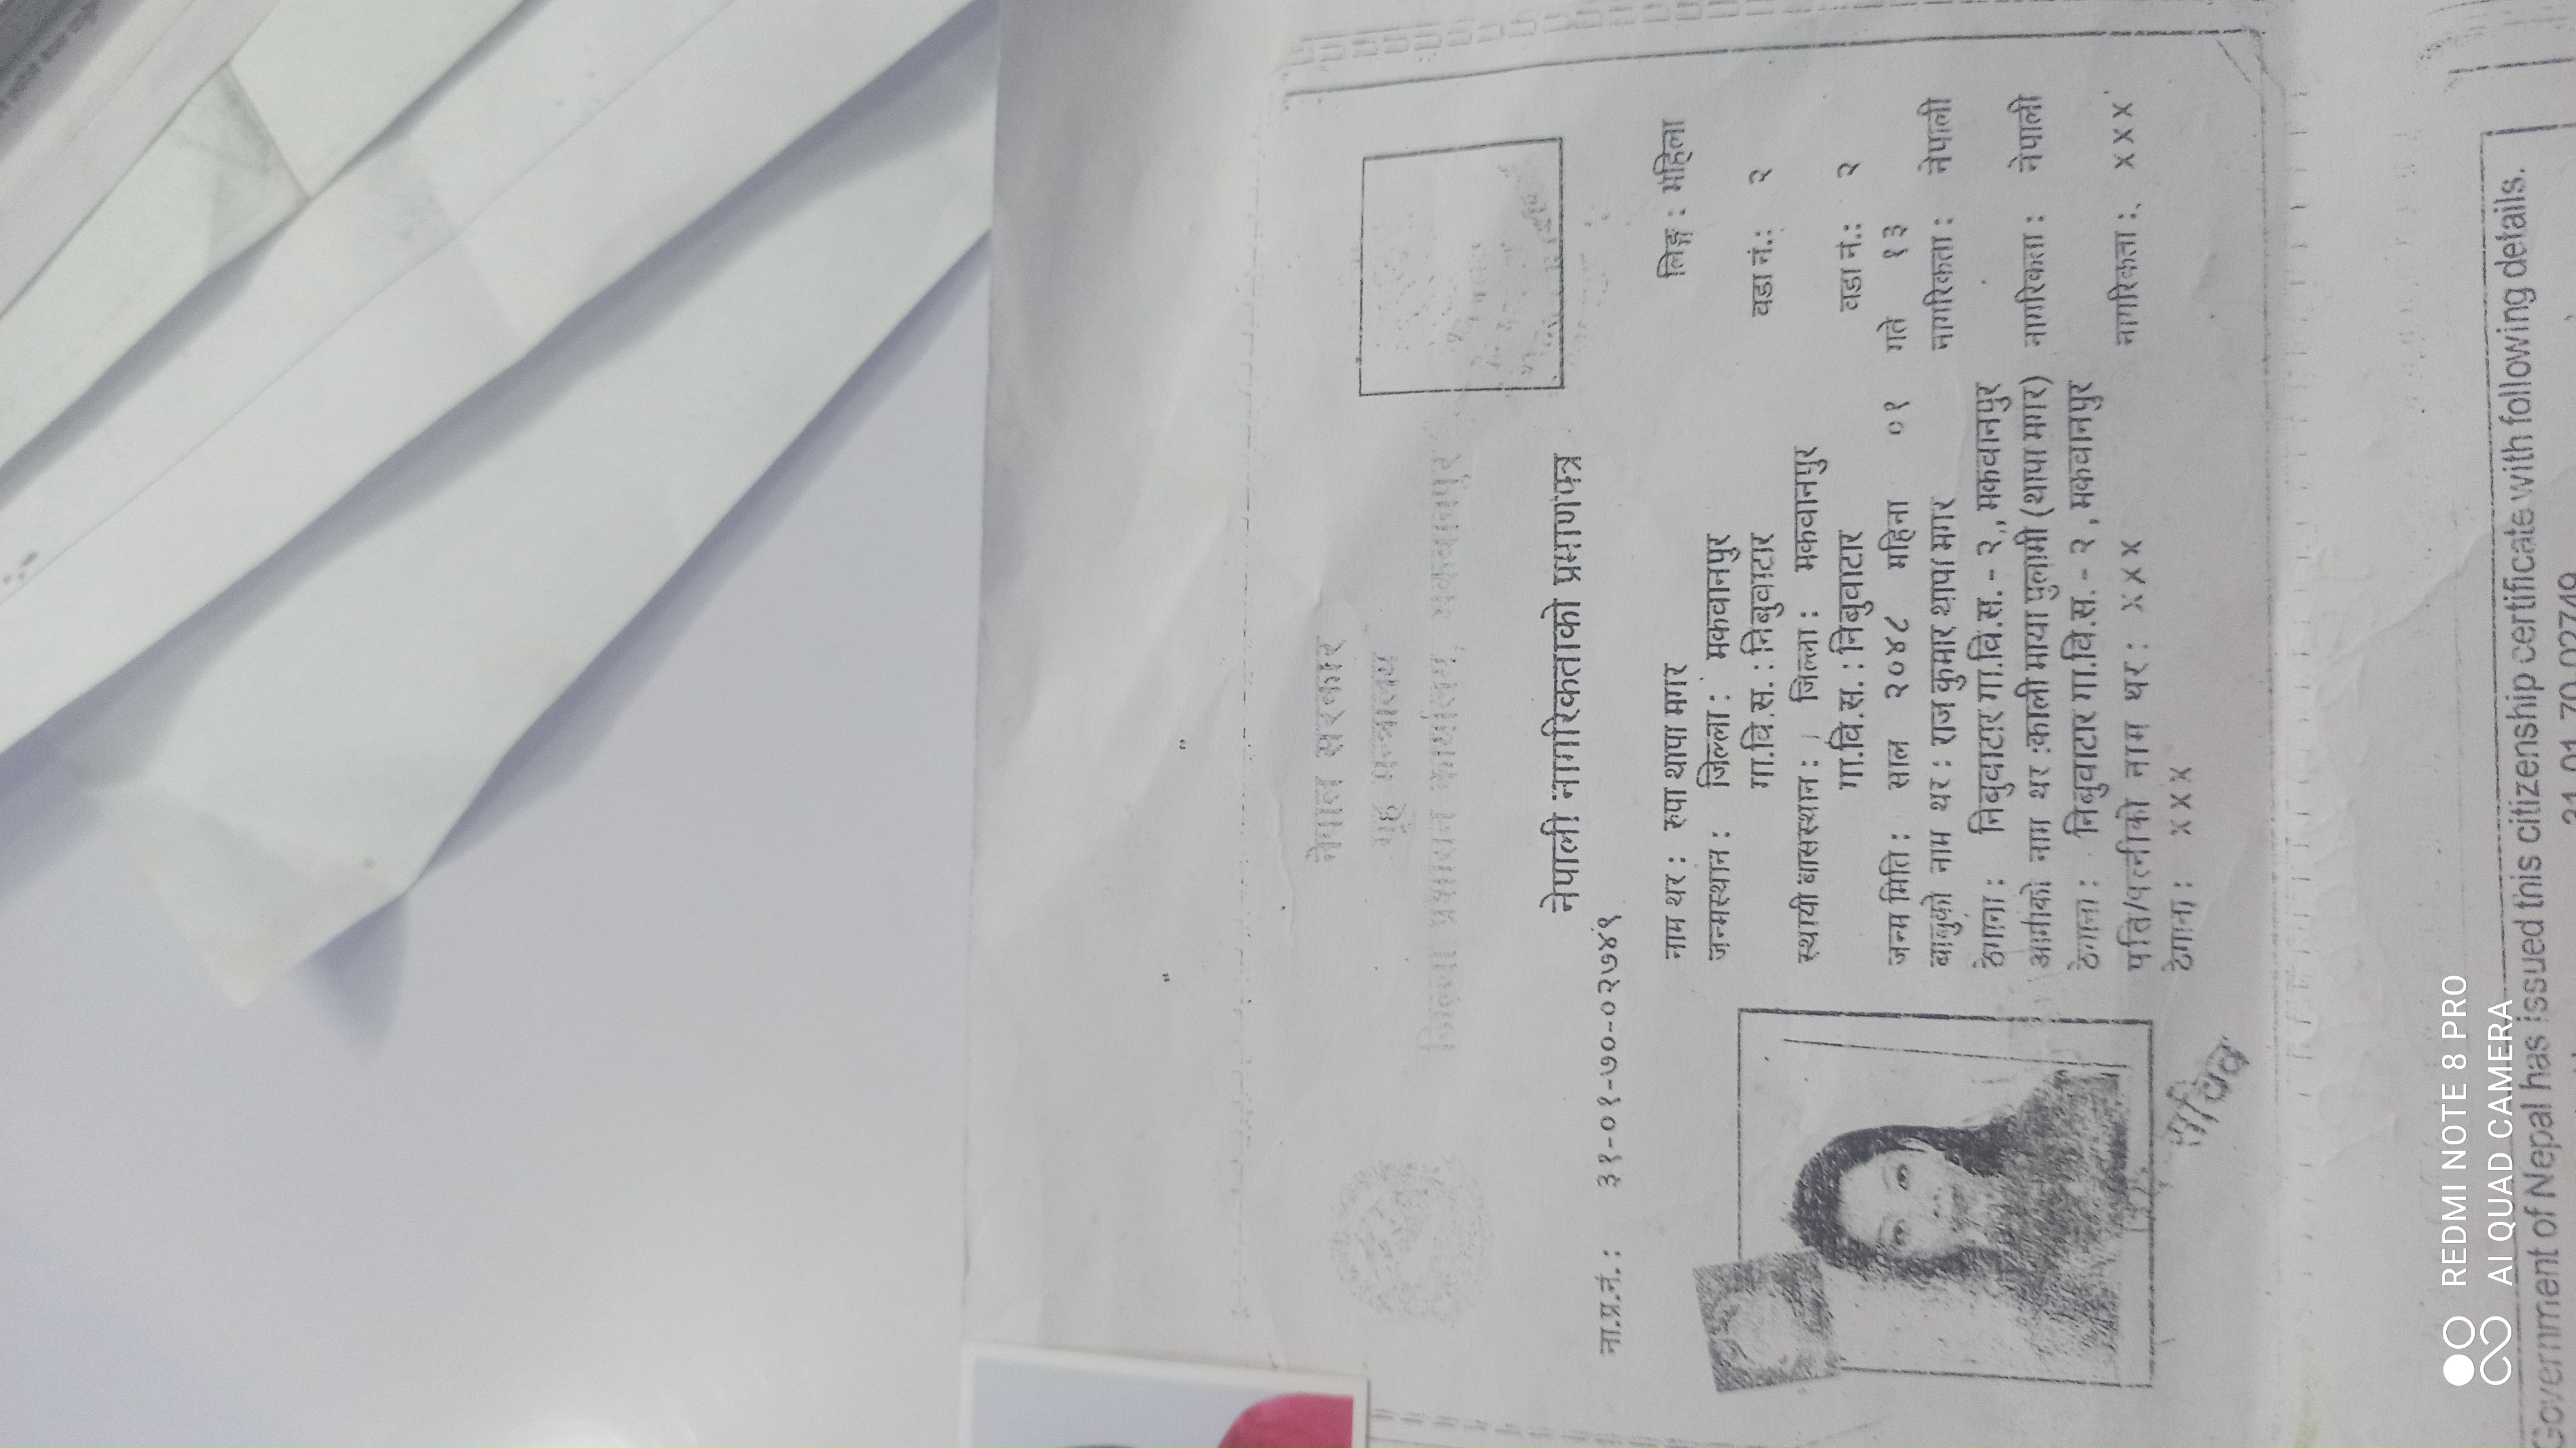 नेपाल सरकार
गृह मन्त्रालय
जिल्ला प्रशासन कार्यालय, मकवानपुर
नेपाली नागरिकताको प्रमाणपत्र
ना.प्र.नं. : ३१-०१-७०-०२७४९
नाम थर : रुपा थापा मगर लिङ्ग : महिला
जन्मस्थान : जिल्ला : मकवानपुर
गा.वि.स. : निबुवाटार वडा नं.: २
स्थायी बासस्थान : जिल्ला : मकवानपुर
गा.वि.स. : निबुवाटार वडा नं.: २
जन्म मिति : साल २०४८ महिना ०१ गते १३
बाबुको नाम थर : राज कुमार थापा मगर नागरिकता : नेपाली
ठेगाना : निबुवाटार गा.वि.स. - २, मकवानपुर
आमाको नाम थर :काली माया पुलामी (थापा मगर) नागरिकता : नेपाली
ठेगाना : निबुवाटार गा.वि.स. - २ , मकवानपुर
पति/पत्नीको नाम थर : X X X नागरिकता : X X X
ठेगाना : X X X
सचिव
REDMI NOTE 8 PRO
AI QUAD CAMERA
Government of Nepal has issued this citizenship certificate with following details.
31-01-70-02749